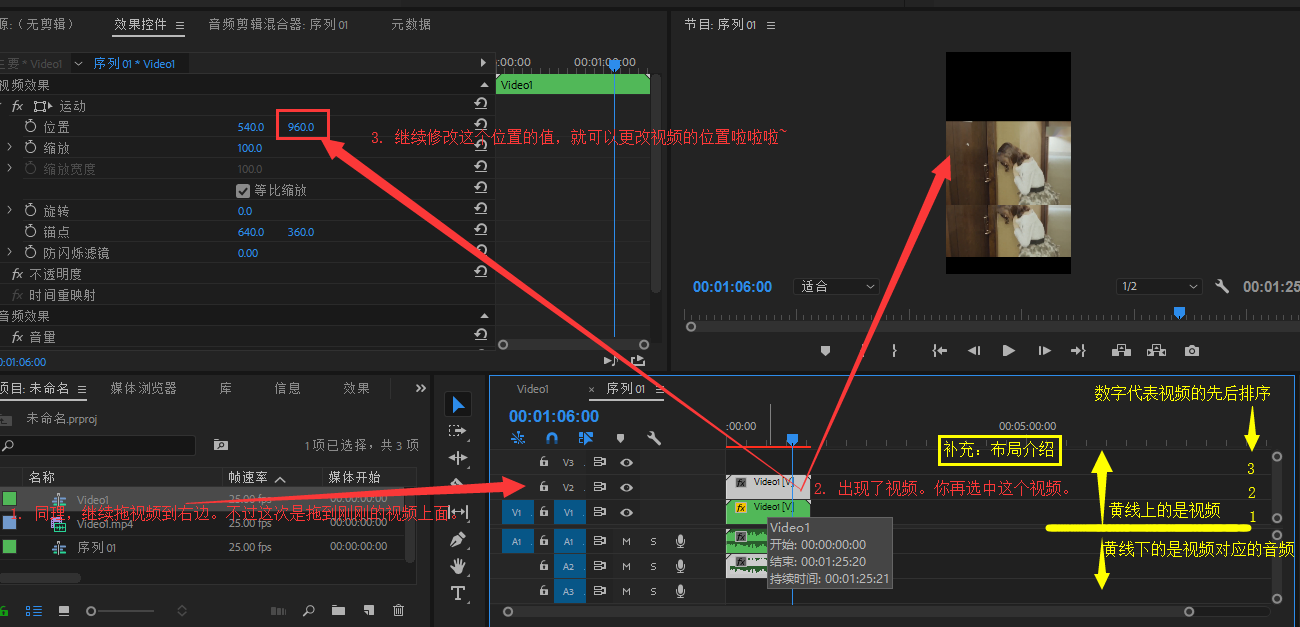 源:（无剪辑）
效果控件
音频剪辑混合器: 序列 01
元数据
节目: 序列 01
主要 * Video1
序列 01 * Video1
:00:00
00:01:00:00
视频效果
Video1
fx 运动
位置 540.0 960.0
3. 继续修改这个位置的值，就可以更改视频的位置啦啦啦~
缩放 100.0
缩放宽度 100.0
等比缩放
旋转 0.0
锚点 640.0 360.0
防闪烁滤镜 0.00
fx 不透明度
fx 时间重映射
音频效果
fx 音量
0:01:06:00
00:01:06:00
适合
1/2
00:01:25
项目: 未命名
媒体浏览器
库
信息
效果
未命名.prproj
1项已选择，共 3 项
名称
帧速率
媒体开始
Video1 25.00 fps 00:00:00:00
1. 同理，继续拖视频到右边。不过这次是拖到刚刚的视频上面。
Video1.mp4 25.00 fps 00:00:00:00
序列 01 25.00 fps 00:00:00:00
Video1
× 序列 01
00:01:06:00
:00:00
00:05:00:00
数字代表视频的先后排序
补充：布局介绍
V3
V2
V1 V1
A1 A1 M S
A2 M S
A3 M S
fx Video1 [V]
fx Video1 [V]
fx
fx
2. 出现了视频。你再选中这个视频。
3
2
1
黄线上的是视频
黄线下的是视频对应的音频
Video1
开始: 00:00:00:00
结束: 00:01:25:20
持续时间: 00:01:25:21
T